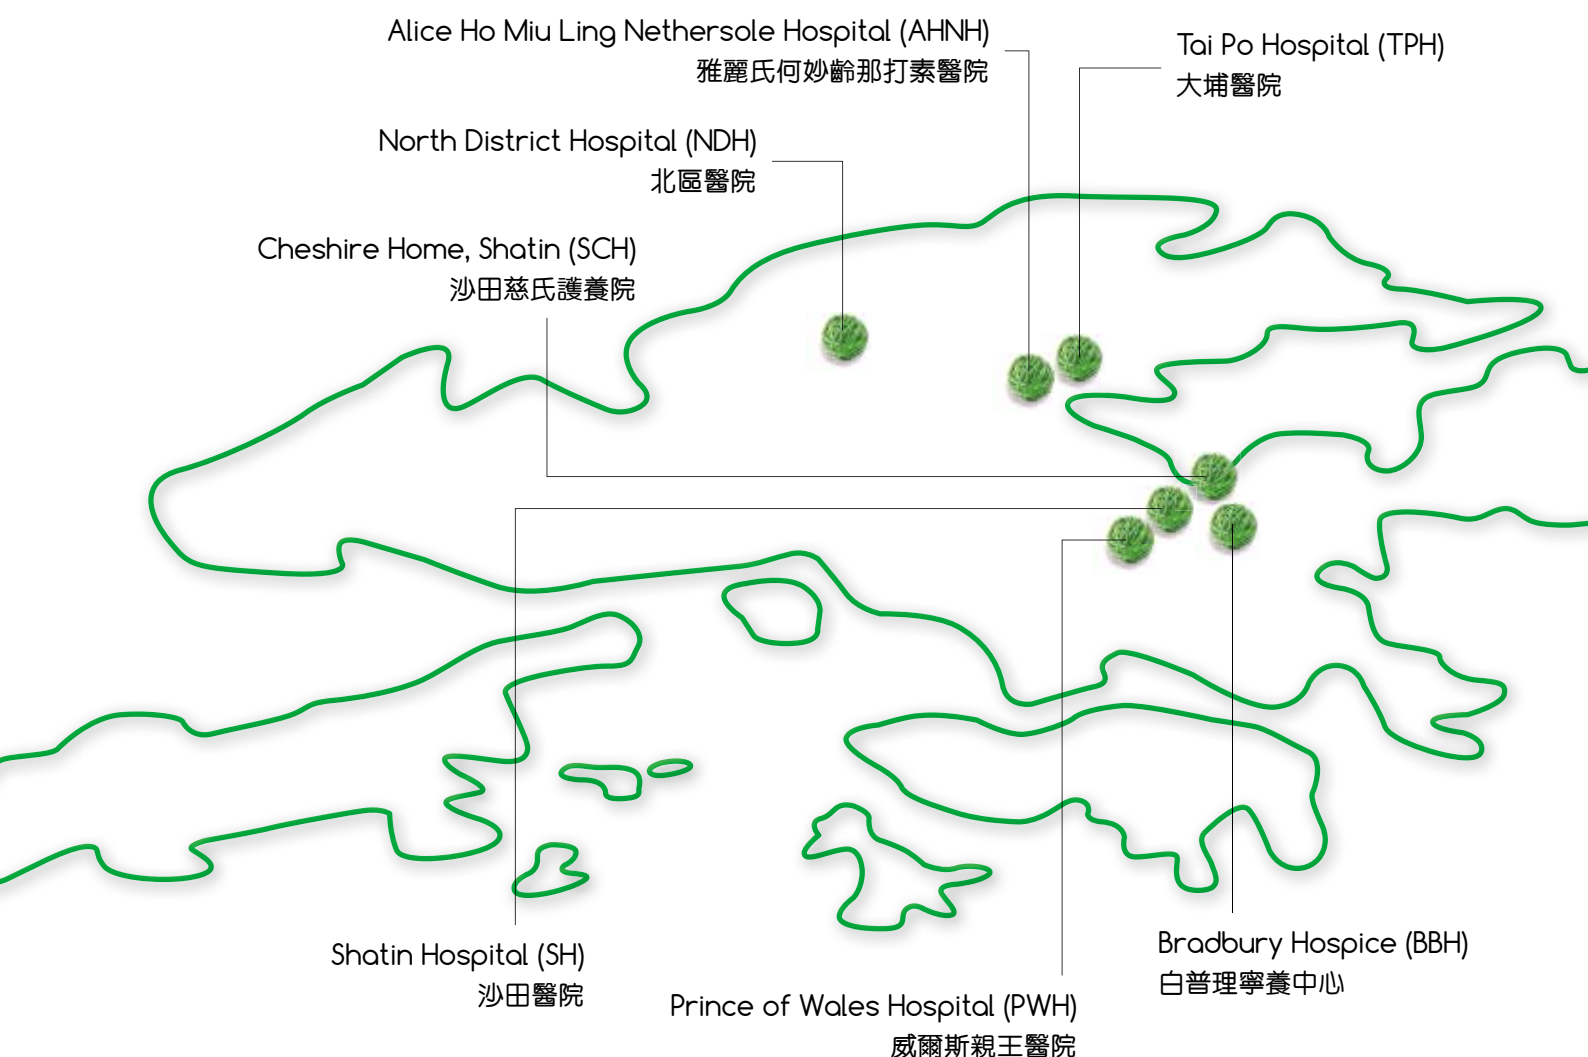 Alice Ho Miu Ling Nethersole Hospital (AHNH)
雅麗氏何妙齡那打素醫院
Tai Po Hospital (TPH)
大埔醫院
North District Hospital (NDH)
北區醫院
Cheshire Home, Shatin (SCH)
沙田慈氏護養院
Shatin Hospital (SH)
沙田醫院
Prince of Wales Hospital (PWH)
威爾斯親王醫院
Bradbury Hospice (BBH)
白普理寧養中心